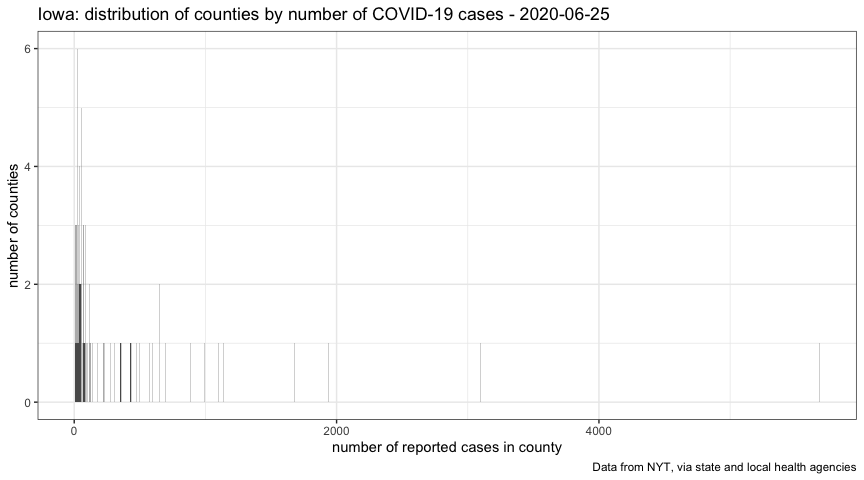 Iowa: distribution of counties by number of COVID-19 cases - 2020-06-25
6
4
2
0
number of counties
0 2000 4000
number of reported cases in county
Data from NYT, via state and local health agencies